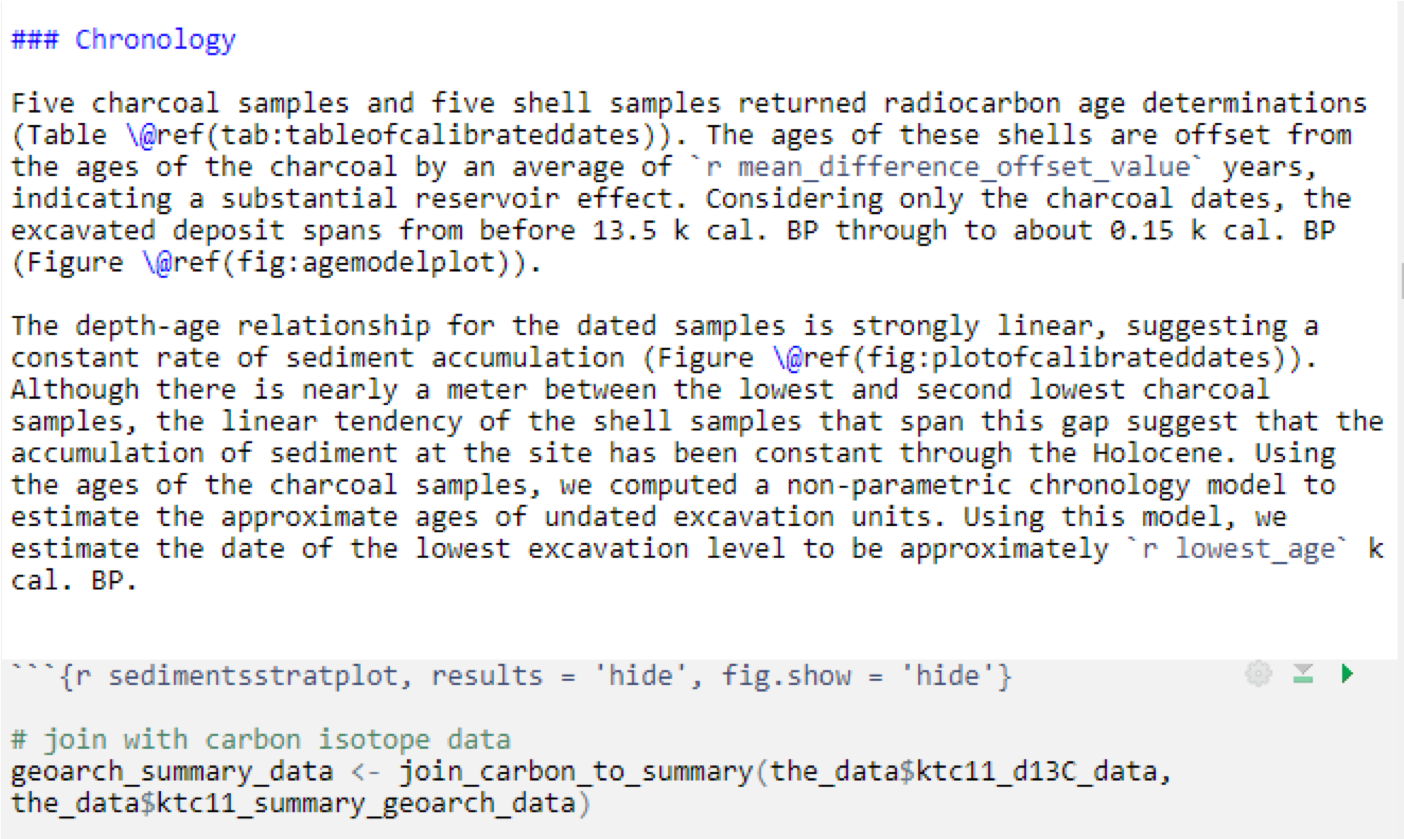 ### Chronology
Five charcoal samples and five shell samples returned radiocarbon age determinations
(Table \@ref(tab:tableofcalibrateddates)). The ages of these shells are offset from
the ages of the charcoal by an average of `r mean_difference_offset_value` years,
indicating a substantial reservoir effect. Considering only the charcoal dates, the
excavated deposit spans from before 13.5 k cal. BP through to about 0.15 k cal. BP
(Figure \@ref(fig:agemodelplot)).
The depth-age relationship for the dated samples is strongly linear, suggesting a
constant rate of sediment accumulation (Figure \@ref(fig:plotofcalibrateddates)).
Although there is nearly a meter between the lowest and second lowest charcoal
samples, the linear tendency of the shell samples that span this gap suggest that the
accumulation of sediment at the site has been constant through the Holocene. Using
the ages of the charcoal samples, we computed a non-parametric chronology model to
estimate the approximate ages of undated excavation units. Using this model, we
estimate the date of the lowest excavation level to be approximately `r lowest_age` k
cal. BP.
```{r sedimentsstratplot, results = 'hide', fig.show = 'hide'}
# join with carbon isotope data
geoarch_summary_data <- join_carbon_to_summary(the_data$ktc11_d13C_data,
the_data$ktc11_summary_geoarch_data)